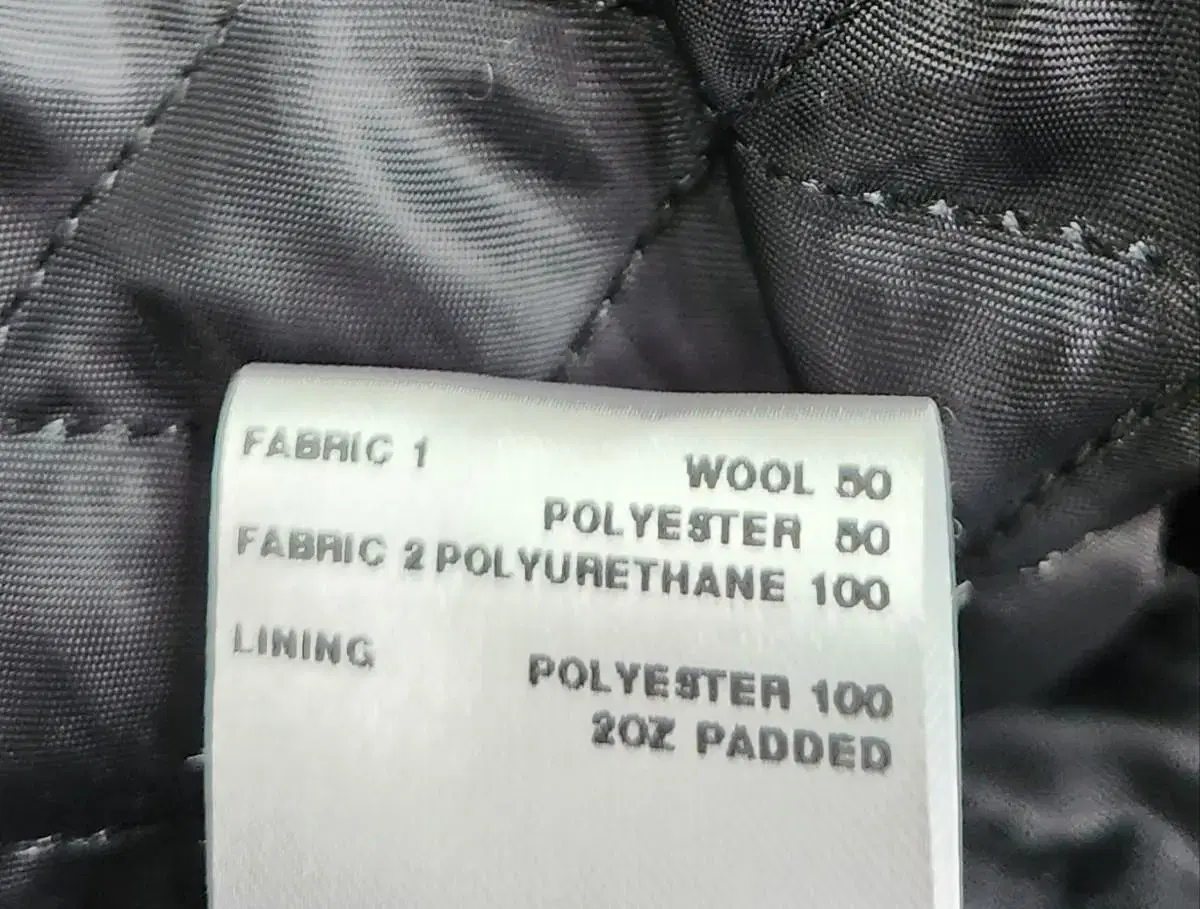 FABRIC 1
WOOL 50
POLYESTER 50
FABRIC 2 POLYURETHANE 100
LINING
POLYESTER 100
2OZ PADDED